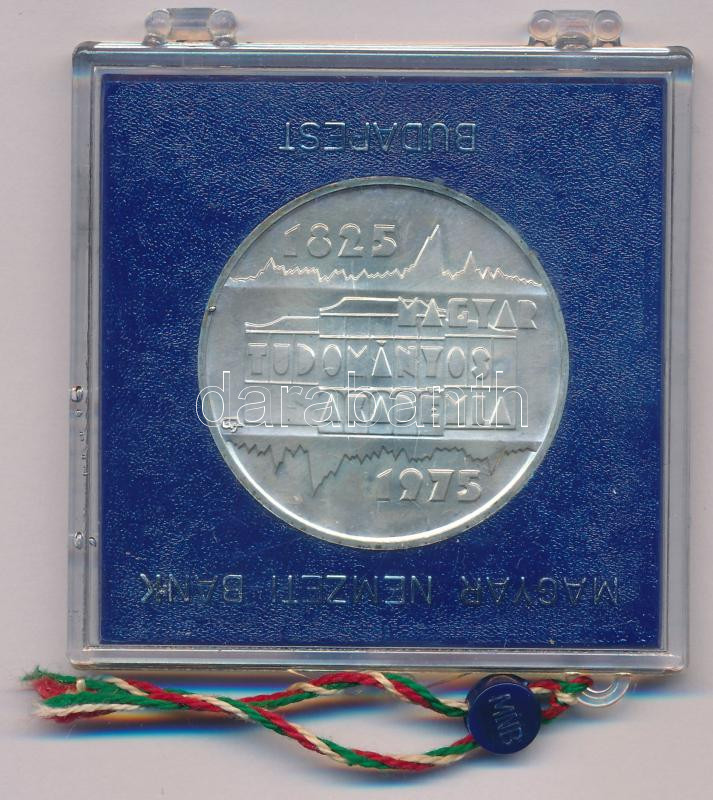 BUDAPEST
1825
MAGYAR
TUDOMÁNYOS
AKADÉMIA
1975
darabanth
MAGYAR NEMZETI BANK
MNB